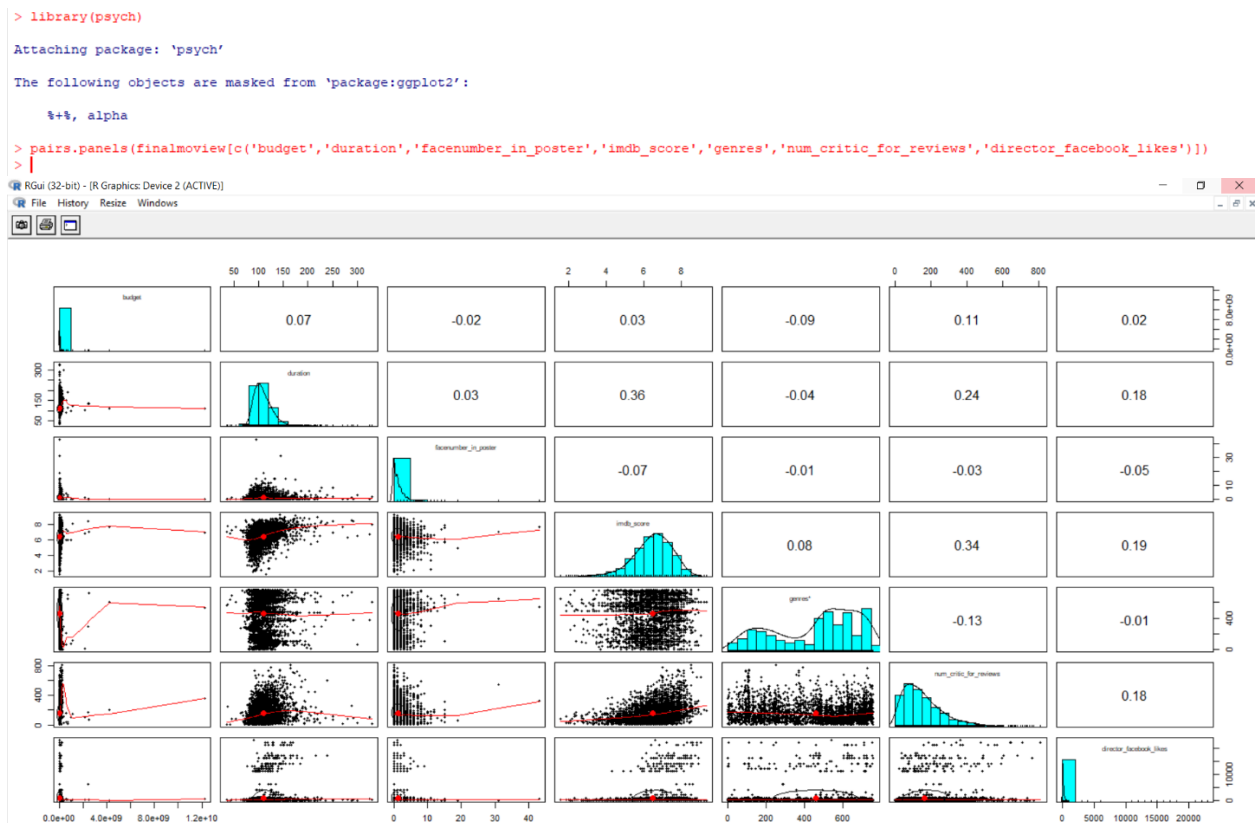 > library(psych)
Attaching package: ‘psych’
The following objects are masked from ‘package:ggplot2’:
%+%, alpha
> pairs.panels(finalmoview[c('budget','duration','facenumber_in_poster','imdb_score','genres','num_critic_for_reviews','director_facebook_likes')])
>
RGui (32-bit) - [R Graphics: Device 2 (ACTIVE)]
File History Resize Windows
50 100 150 200 250 300 2 4 6 8 0 200 400 600 800
budget
0.07 -0.02 0.03 -0.09 0.11 0.02
0.0e+00 8.0e+09
50 150 300
duration
0.03 0.36 -0.04 0.24 0.18
facenumber_in_poster
-0.07 -0.01 -0.03 -0.05
0 10 30
2 4 6 8
imdb_score
0.08 0.34 0.19
genres*
-0.13 -0.01
0 400
0 400 800
num_critic_for_reviews
0.18
director_facebook_likes
0 10000
0.0e+00 4.0e+09 8.0e+09 1.2e+10 0 10 20 30 40 0 200 400 600 0 5000 10000 15000 20000